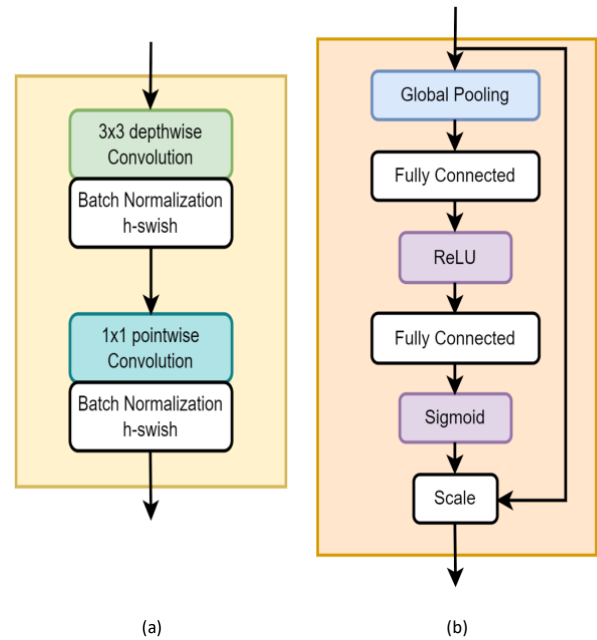 3x3 depthwise
Convolution
Batch Normalization
h-swish
1x1 pointwise
Convolution
Batch Normalization
h-swish
(a)
Global Pooling
Fully Connected
ReLU
Fully Connected
Sigmoid
Scale
(b)